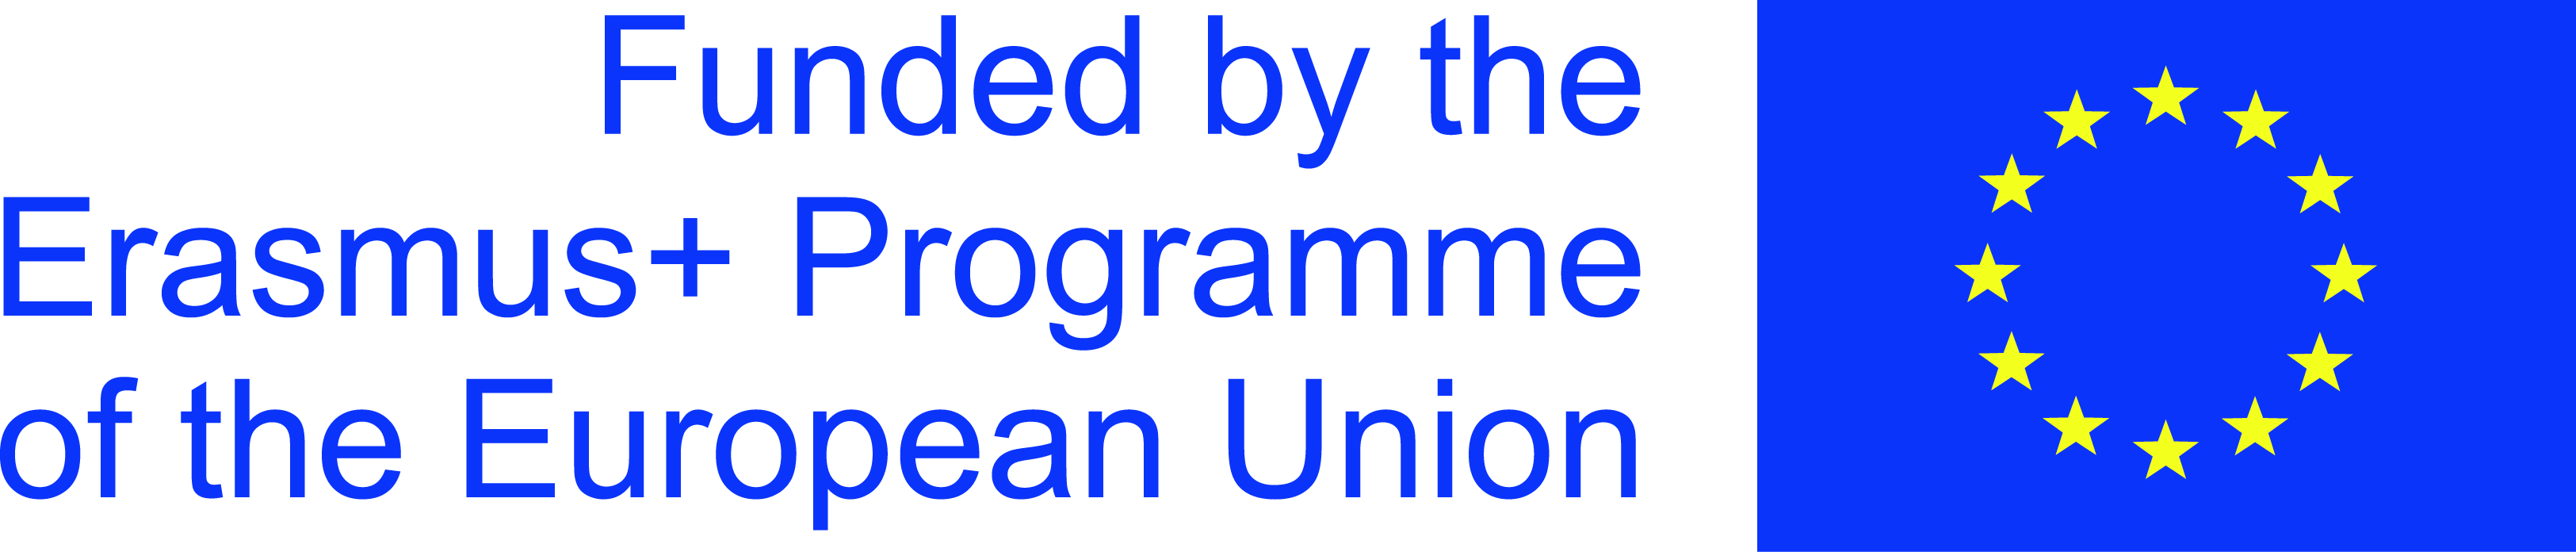 Funded by the
Erasmus+ Programme
of the European Union